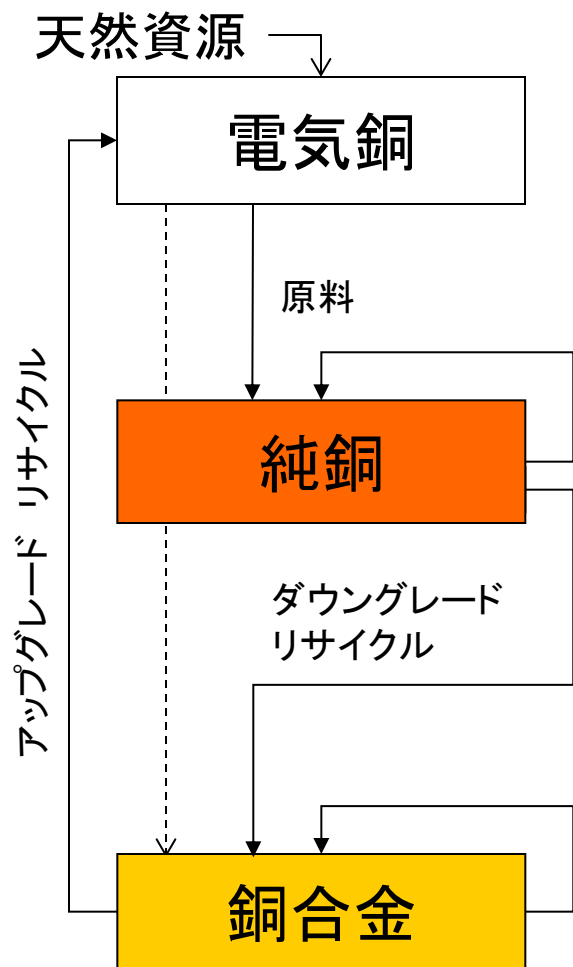 天然資源
電気銅
原料
純銅
アップグレード リサイクル
ダウングレード
リサイクル
銅合金